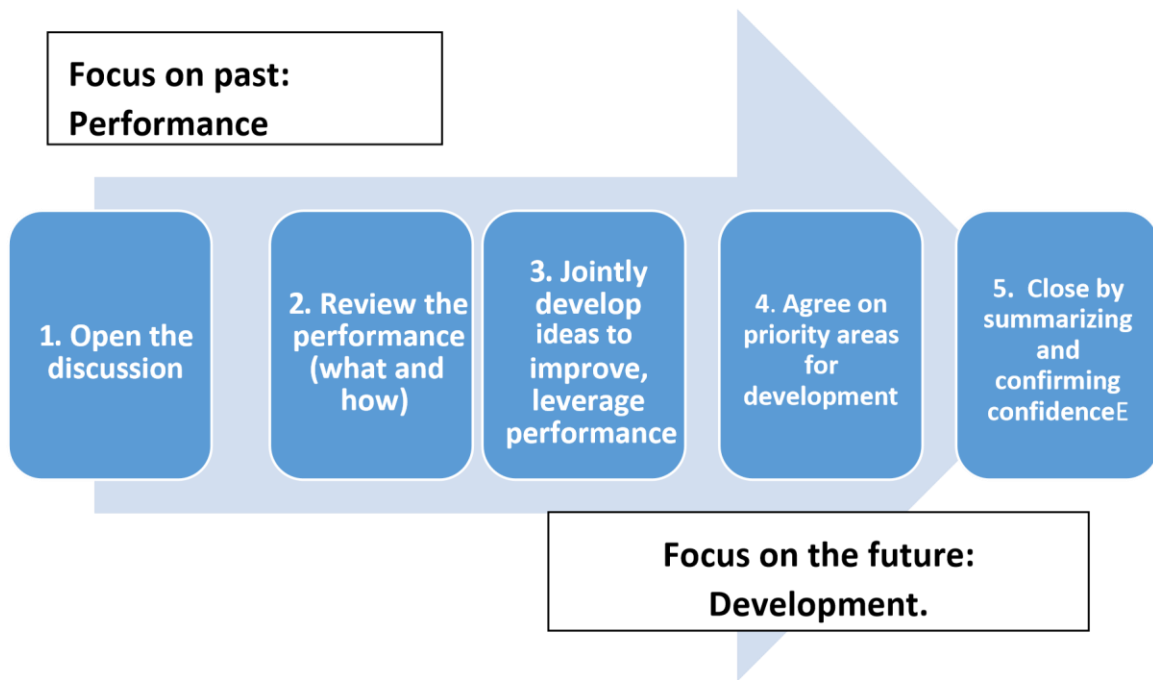 Focus on past:
Performance
1. Open the
discussion
2. Review the
performance
(what and
how)
3. Jointly
develop
ideas to
improve,
leverage
performance
4. Agree on
priority areas
for
development
5. Close by
summarizing
and
confirming
confidenceE
Focus on the future:
Development.